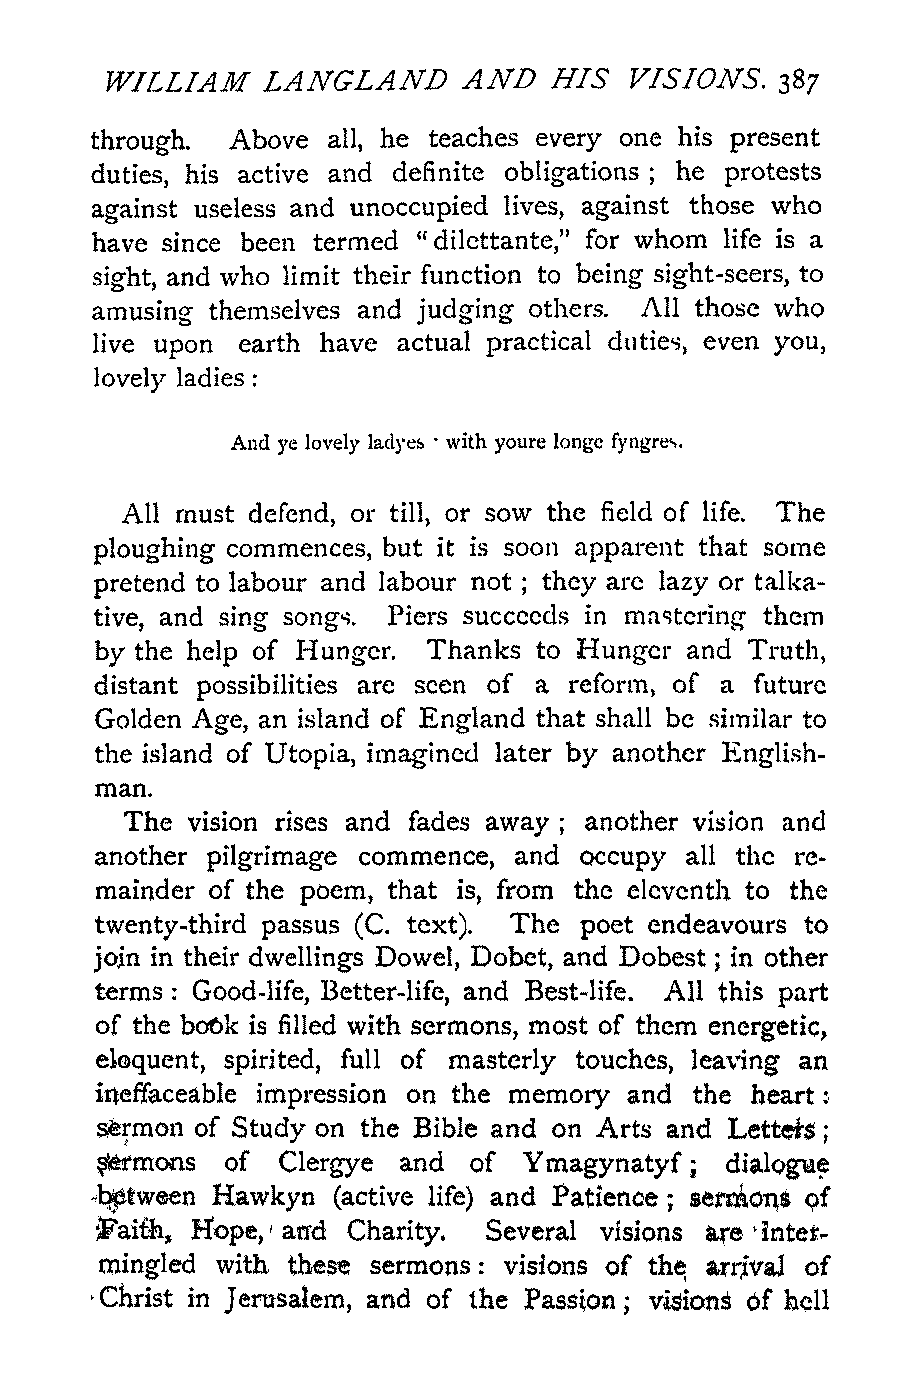 WILLIAM LANGLAND AND HIS VISIONS. 387
through. Above all, he teaches every one his present
duties, his active and definite obligations ; he protests
against useless and unoccupied lives, against those who
have since been termed “dilettante,” for whom life is a
sight, and who limit their function to being sight-seers, to
amusing themselves and judging others. All those who
live upon earth have actual practical duties, even you,
lovely ladies :
And ye lovely ladyes · with youre longe fyngres.
All must defend, or till, or sow the field of life. The
ploughing commences, but it is soon apparent that some
pretend to labour and labour not ; they are lazy or talka-
tive, and sing songs. Piers succeeds in mastering them
by the help of Hunger. Thanks to Hunger and Truth,
distant possibilities are seen of a reform, of a future
Golden Age, an island of England that shall be similar to
the island of Utopia, imagined later by another English-
man.
The vision rises and fades away ; another vision and
another pilgrimage commence, and occupy all the re-
mainder of the poem, that is, from the eleventh to the
twenty-third passus (C. text). The poet endeavours to
join in their dwellings Dowel, Dobet, and Dobest ; in other
terms : Good-life, Better-life, and Best-life. All this part
of the book is filled with sermons, most of them energetic,
eloquent, spirited, full of masterly touches, leaving an
ineffaceable impression on the memory and the heart :
sermon of Study on the Bible and on Arts and Letters ;
sermons of Clergye and of Ymagynatyf ; dialogue
between Hawkyn (active life) and Patience ; sermons of
Faith, Hope, and Charity. Several visions are inter-
mingled with these sermons : visions of the arrival of
Christ in Jerusalem, and of the Passion ; visions of hell